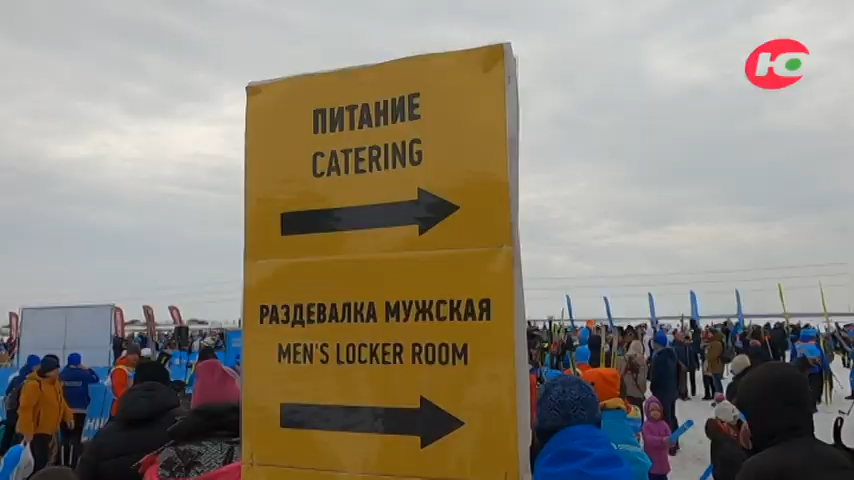 Ю
ПИТАНИЕ
CATERING
РАЗДЕВАЛКА МУЖСКАЯ
MEN'S LOCKER ROOM